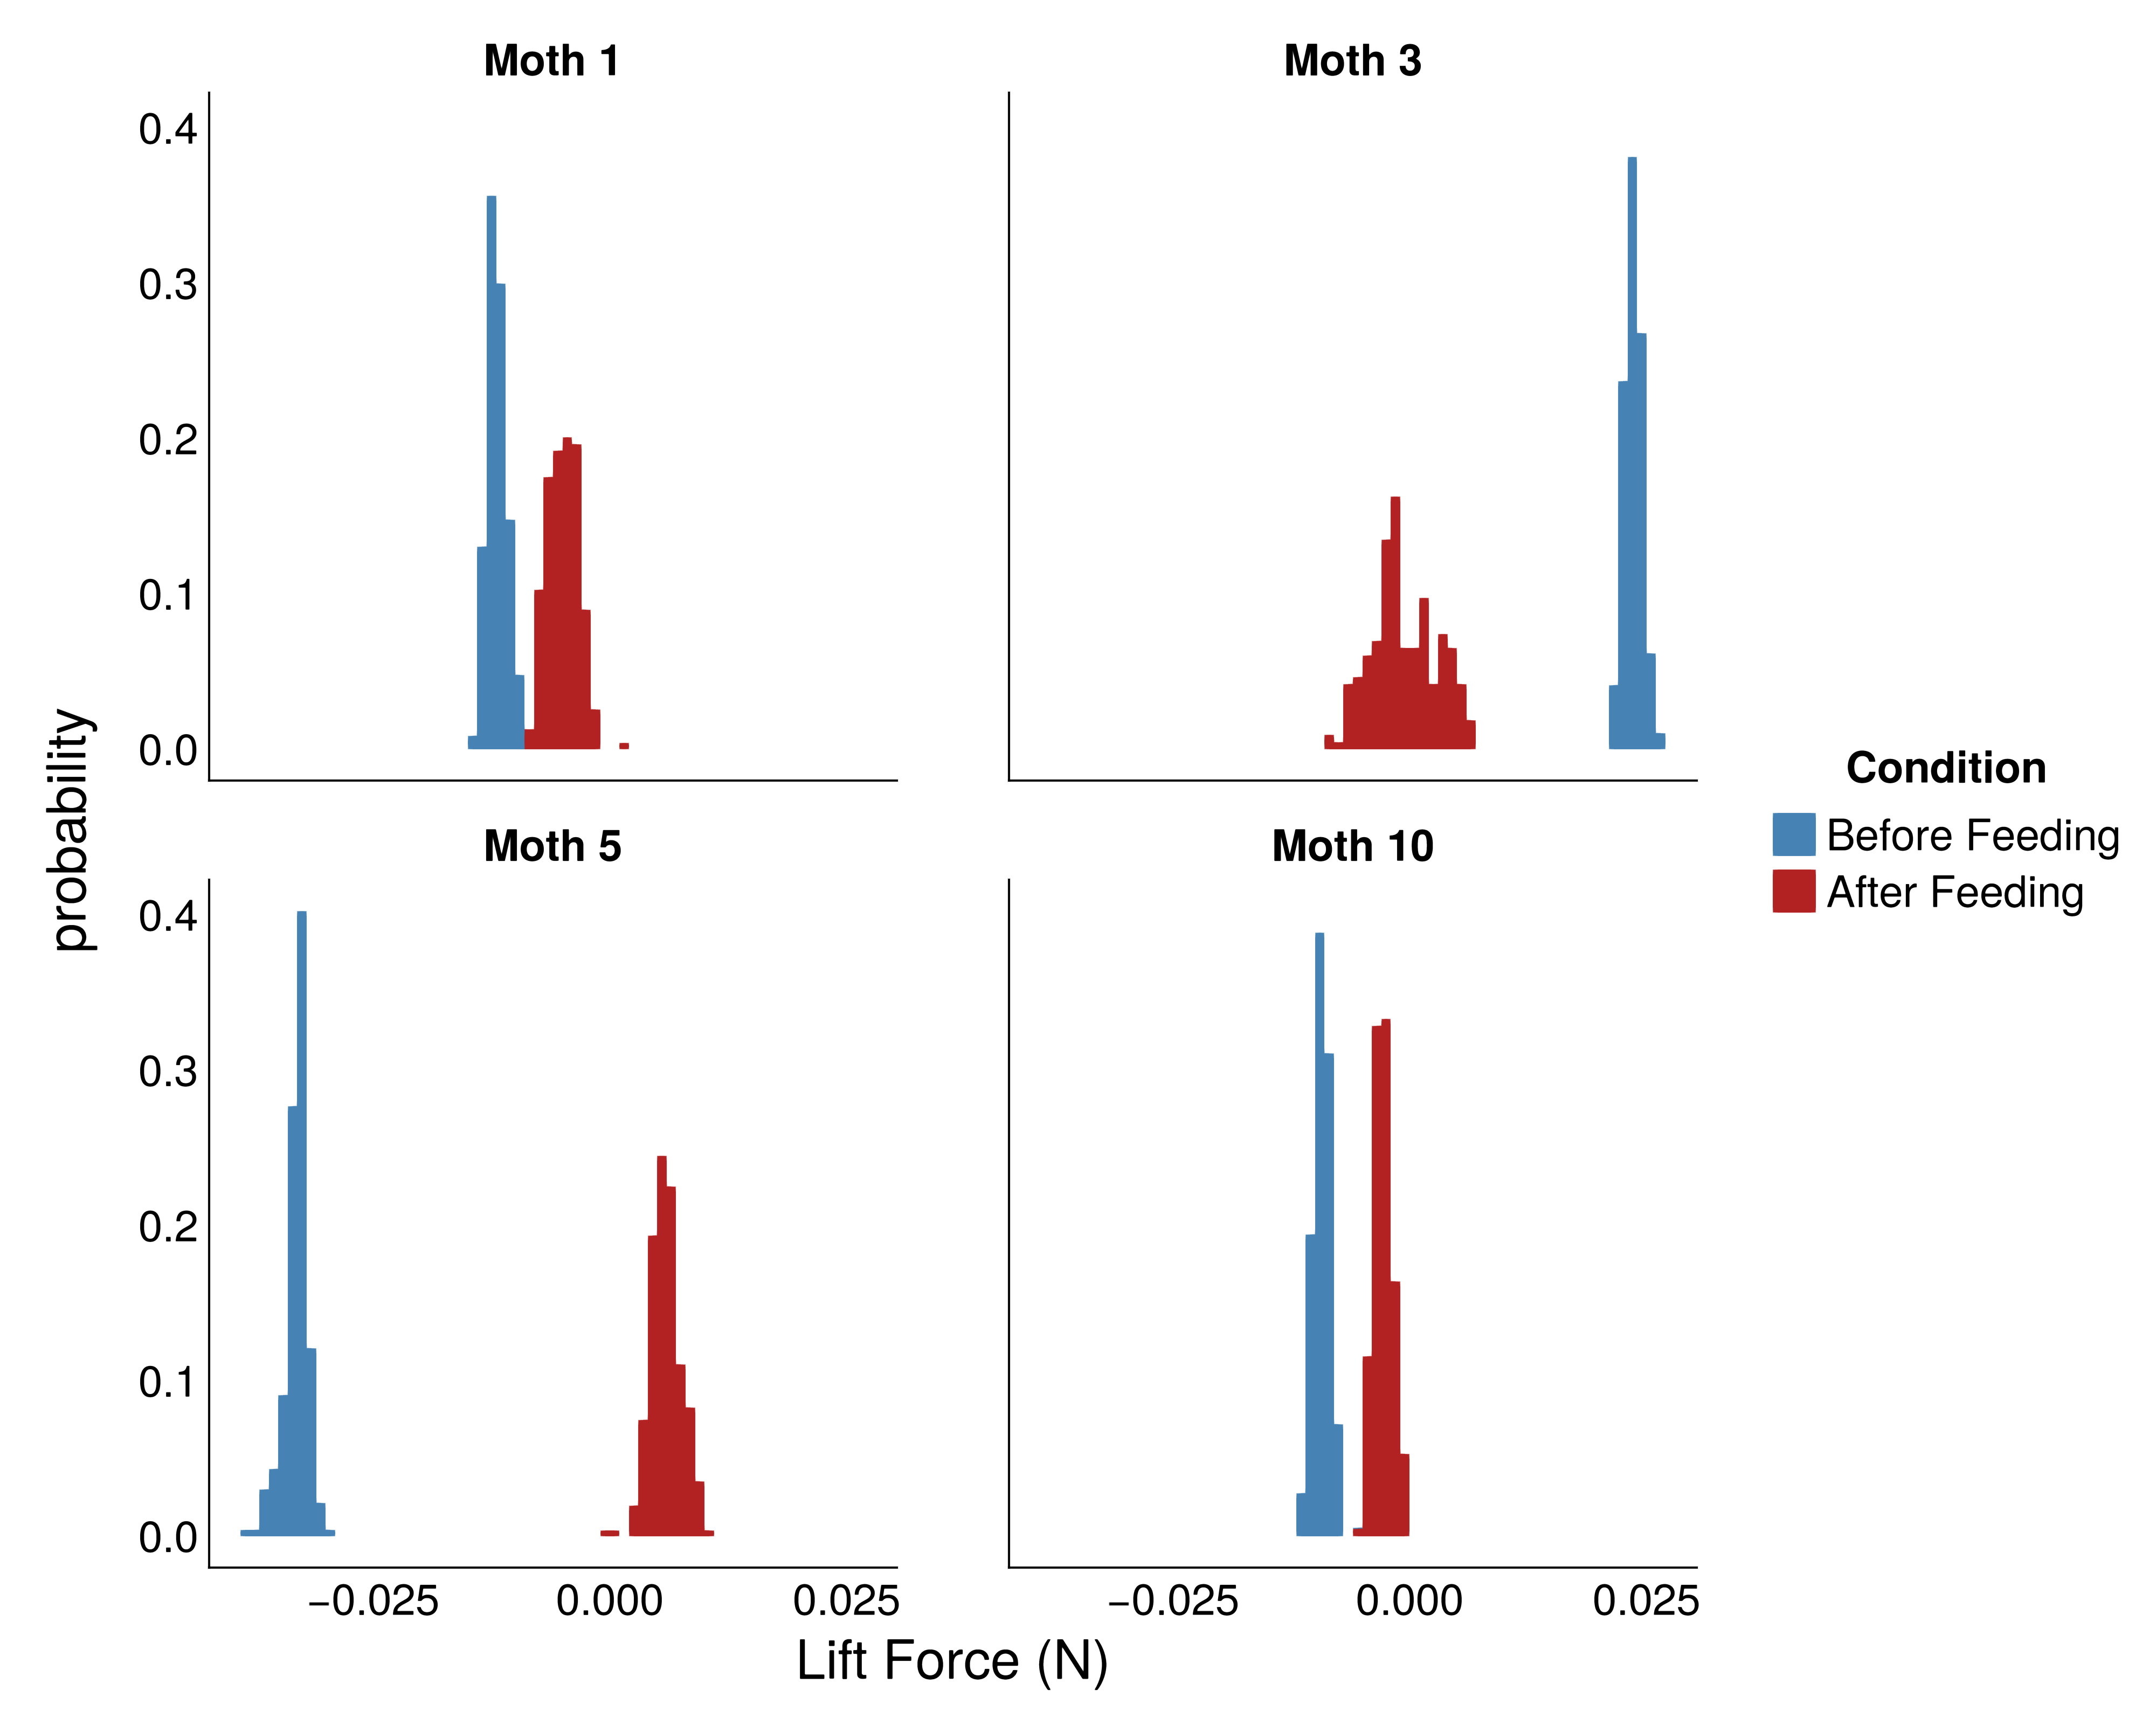 Moth 1
Moth 3
0.4
0.3
0.2
0.1
0.0
Moth 5
Moth 10
0.4
0.3
0.2
0.1
0.0
−0.025 0.000 0.025
−0.025 0.000 0.025
Lift Force (N)
probability
Condition
Before Feeding
After Feeding